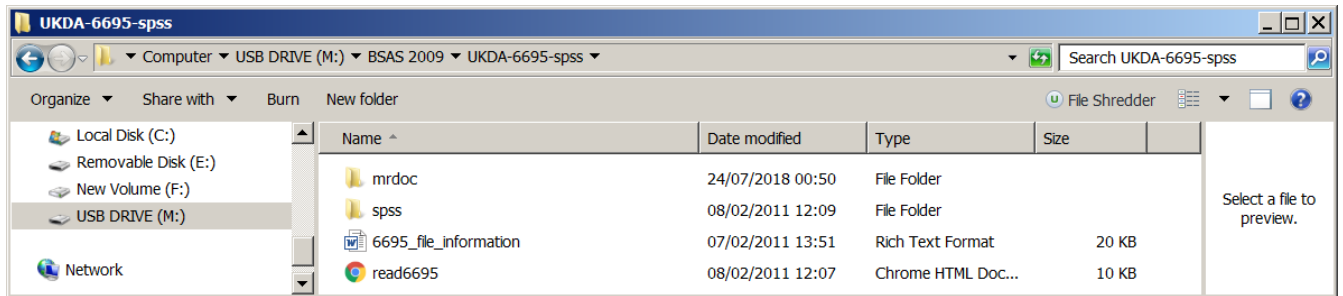 UKDA-6695-spss
Computer USB DRIVE (M:) BSAS 2009 UKDA-6695-spss Search UKDA-6695-spss
Organize Share with Burn New folder File Shredder
Local Disk (C:) Name Date modified Type Size
Removable Disk (E:) mrdoc 24/07/2018 00:50 File Folder
New Volume (F:) spss 08/02/2011 12:09 File Folder
USB DRIVE (M:) 6695_file_information 07/02/2011 13:51 Rich Text Format 20 KB
Network read6695 08/02/2011 12:07 Chrome HTML Doc... 10 KB
Select a file to
preview.